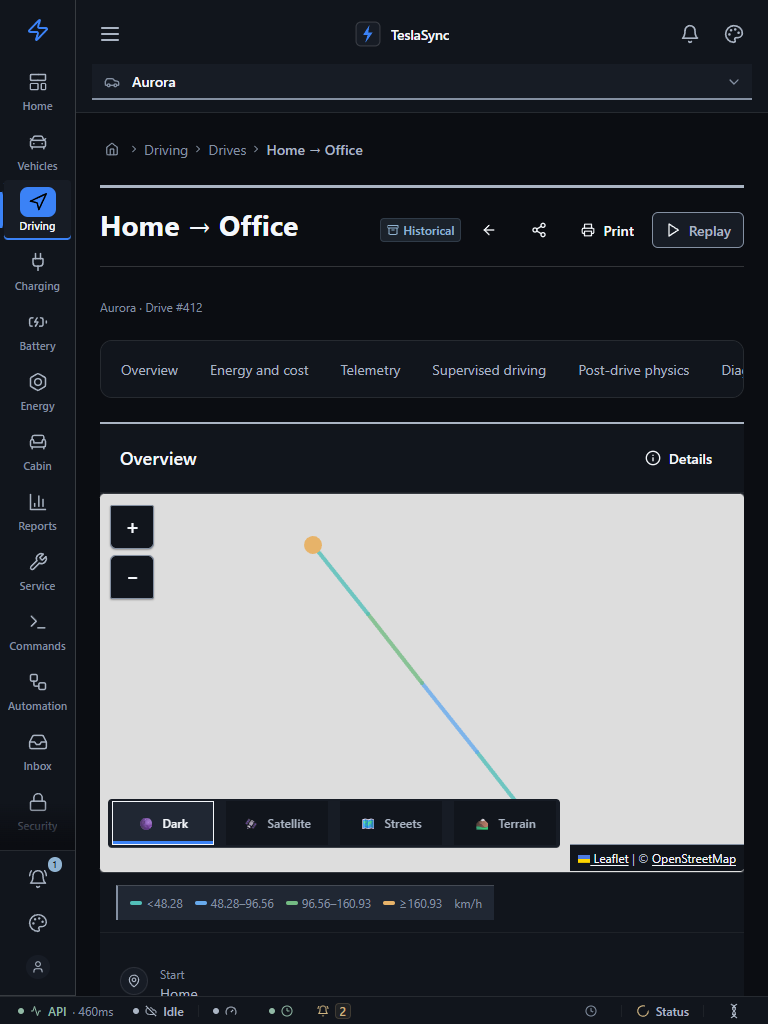 TeslaSync
Aurora
Home
Vehicles
Driving
Charging
Battery
Energy
Cabin
Reports
Service
Commands
Automation
Inbox
Security
1
Driving > Drives > Home → Office
Home → Office
Historical
Print
Replay
Aurora · Drive #412
Overview Energy and cost Telemetry Supervised driving Post-drive physics
Overview
Details
+
−
Dark Satellite Streets Terrain
Leaflet | © OpenStreetMap
<48.28 48.28–96.56 96.56–160.93 ≥160.93 km/h
Start
Home
API · 460ms Idle 2 Status